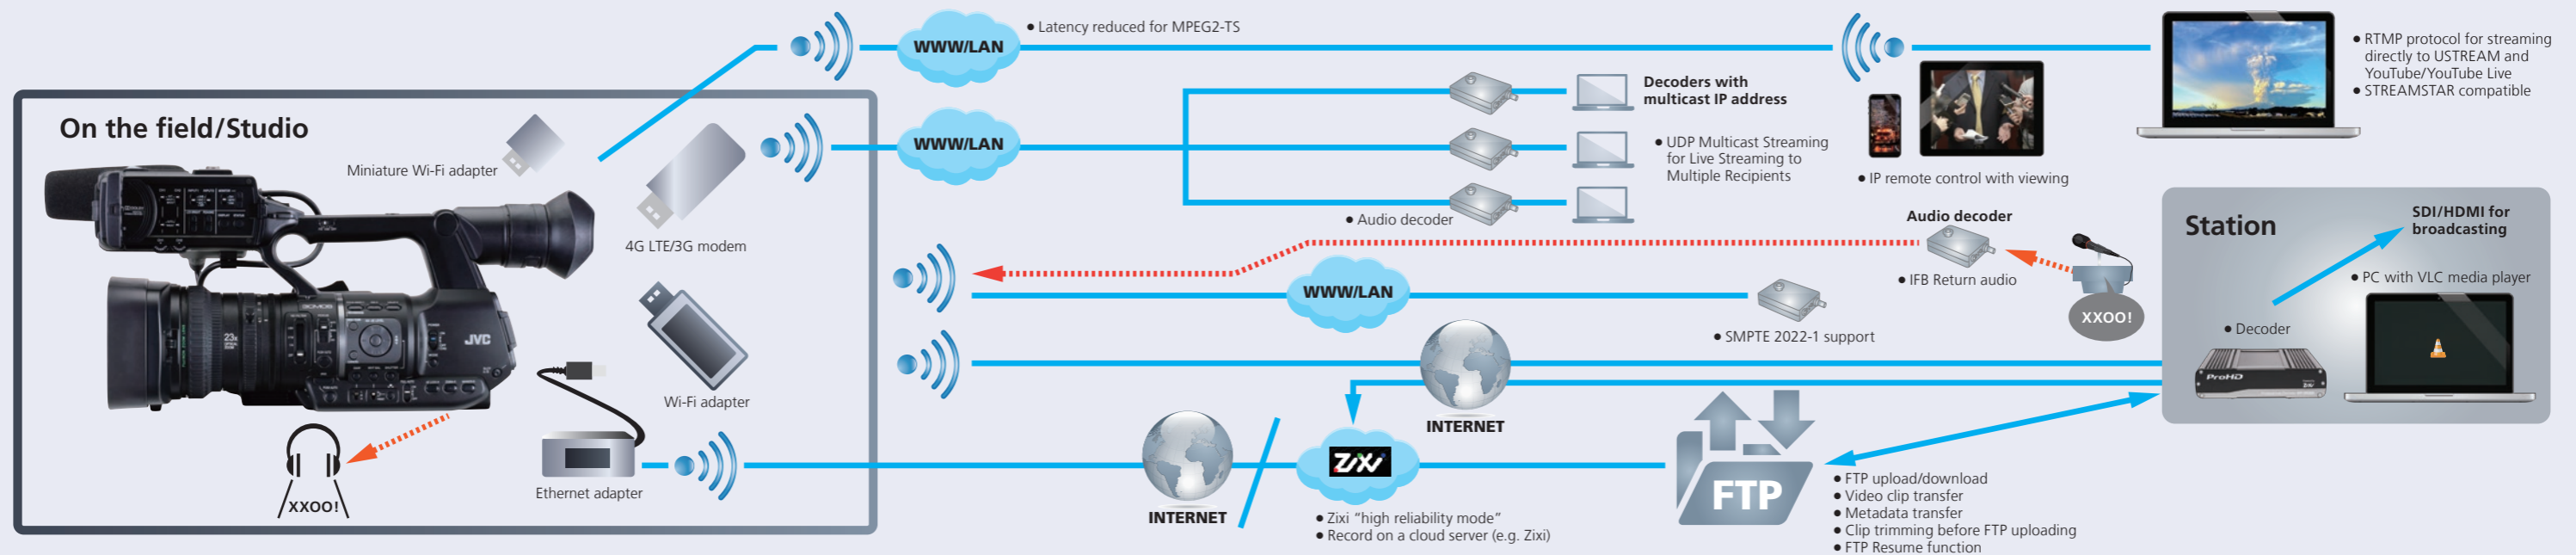 On the field/Studio
Miniature Wi-Fi adapter
4G LTE/3G modem
Wi-Fi adapter
Ethernet adapter
23x
JVC
XXOO!
WWW/LAN
• Latency reduced for MPEG2-TS
WWW/LAN
Decoders with
multicast IP address
• UDP Multicast Streaming
for Live Streaming to
Multiple Recipients
• Audio decoder
• IP remote control with viewing
• RTMP protocol for streaming
directly to USTREAM and
YouTube/YouTube Live
• STREAMSTAR compatible
Audio decoder
• IFB Return audio
XXOO!
WWW/LAN
• SMPTE 2022-1 support
INTERNET
INTERNET
Zixi
• Zixi “high reliability mode”
• Record on a cloud server (e.g. Zixi)
FTP
• FTP upload/download
• Video clip transfer
• Metadata transfer
• Clip trimming before FTP uploading
• FTP Resume function
Station
SDI/HDMI for
broadcasting
• PC with VLC media player
• Decoder
ProHD